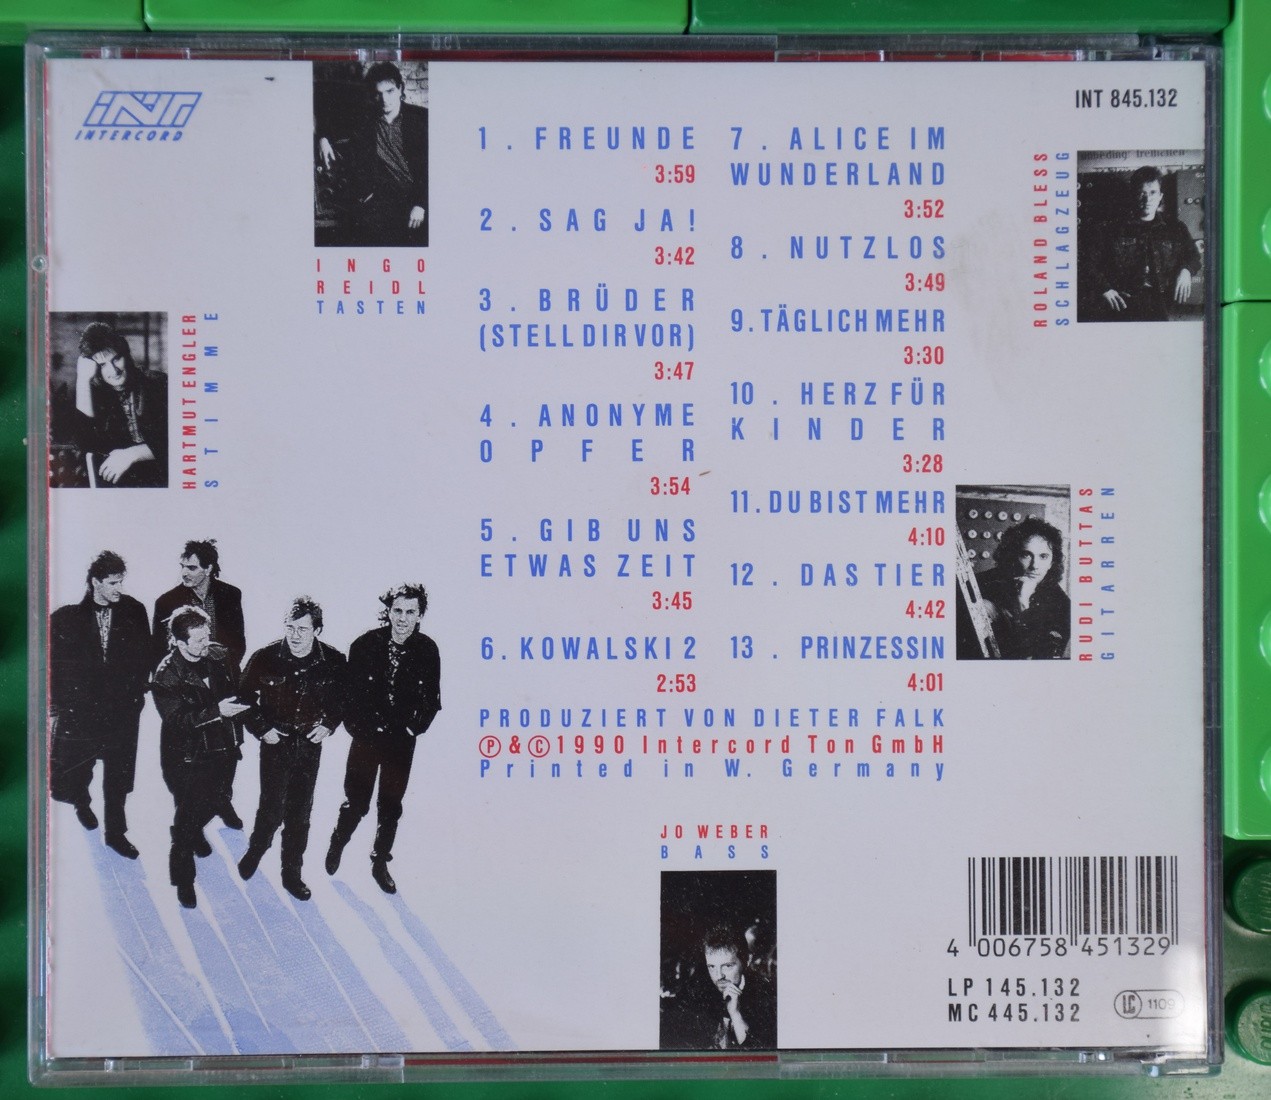 INT
INTERCORD
INT 845.132
INGO
REIDL
TASTEN
HARTMUT ENGLER
STIMME
1. FREUNDE
3:59
2. SAG JA!
3:42
3. BRÜDER
(STELL DIR VOR)
3:47
4. ANONYME
OPFER
3:54
5. GIB UNS
ETWAS ZEIT
3:45
6. KOWALSKI 2
2:53
7. ALICE IM
WUNDERLAND
3:52
8. NUTZLOS
3:49
9. TÄGLICH MEHR
3:30
10. HERZ FÜR
KINDER
3:28
11. DU BIST MEHR
4:10
12. DAS TIER
4:42
13. PRINZESSIN
4:01
PRODUZIERT VON DIETER FALK
Ⓟ & © 1990 Intercord Ton GmbH
Printed in W. Germany
ROLAND BLESS
SCHLAGZEUG
RUDI BUTTAS
GITARREN
JO WEBER
BASS
4 006758 451329
LP 145.132
MC 445.132
LC 1109